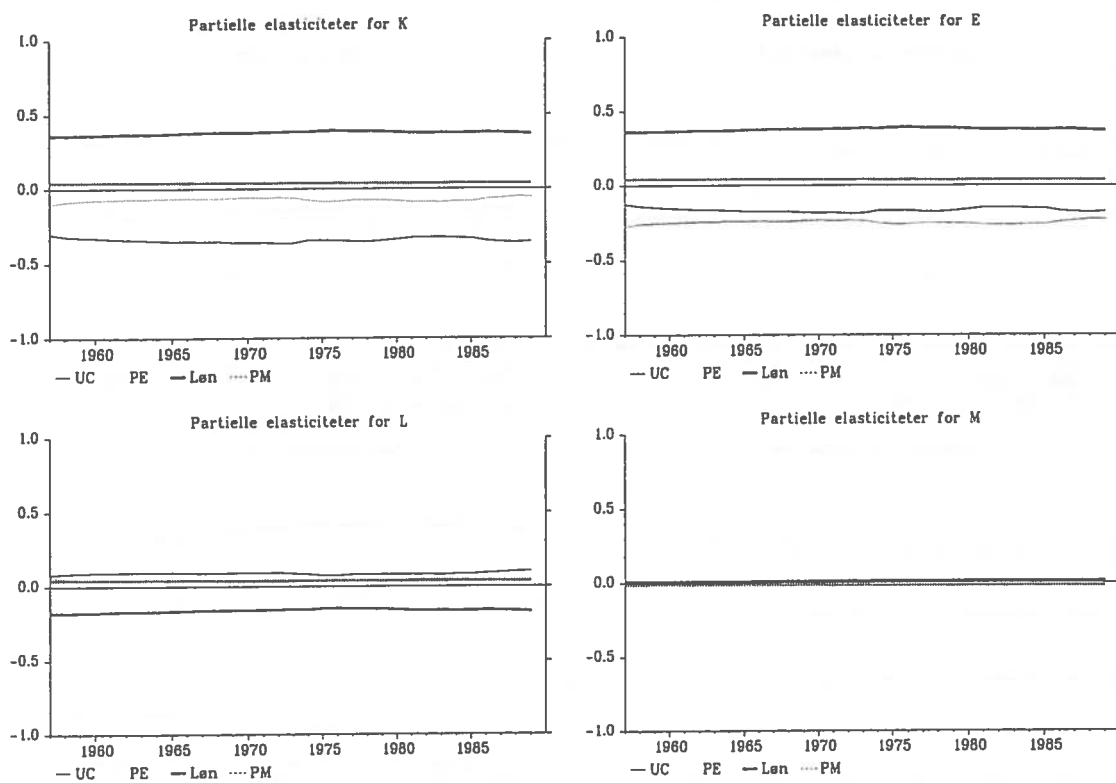 Partielle elasticiteter for K
1.0
0.5
0.0
-0.5
-1.0
1960 1965 1970 1975 1980 1985
UC PE Løn PM
Partielle elasticiteter for E
1.0
0.5
0.0
-0.5
-1.0
1960 1965 1970 1975 1980 1985
UC PE Løn PM
Partielle elasticiteter for L
1.0
0.5
0.0
-0.5
-1.0
1960 1965 1970 1975 1980 1985
UC PE Løn PM
Partielle elasticiteter for M
1.0
0.5
0.0
-0.5
-1.0
1960 1965 1970 1975 1980 1985
UC PE Løn PM